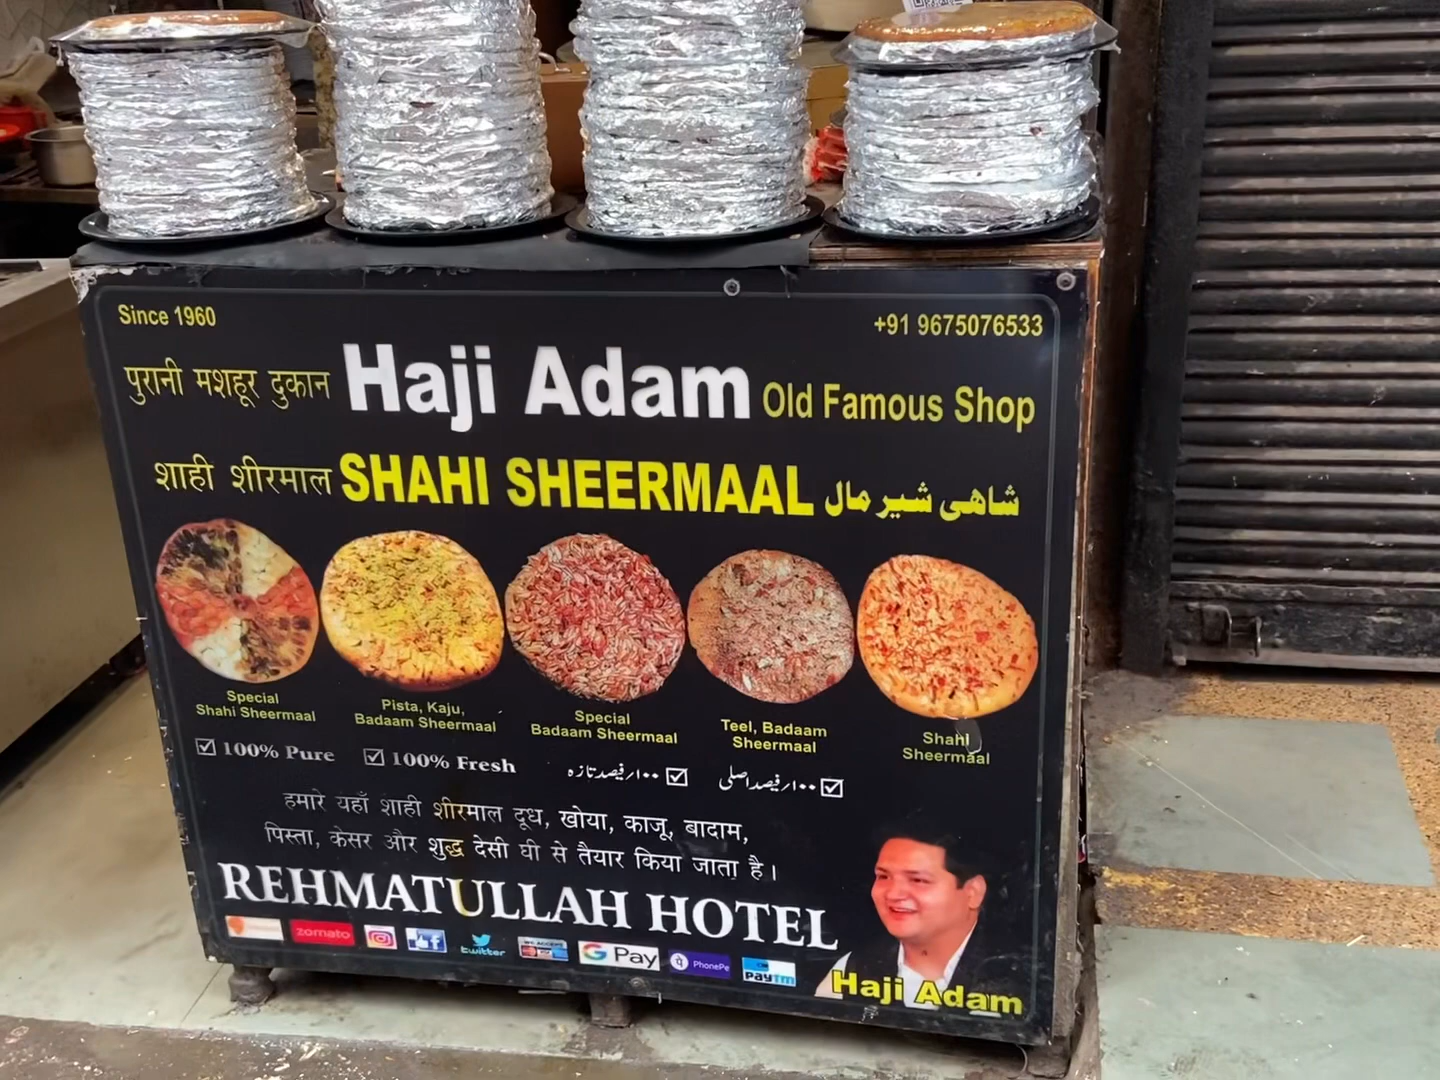 Since 1960
+91 9675076533
पुरानी मशहूर दुकान Haji Adam Old Famous Shop
शाही शीरमाल SHAHI SHEERMAAL شاهی شیر مال
Special
Shahi Sheermaal
Pista, Kaju,
Badaam Sheermaal
Special
Badaam Sheermaal
Teel, Badaam
Sheermaal
Shahi
Sheermaal
100% Pure
100% Fresh
۱۰۰ فیصد تازہ
۱۰۰ فیصد اصلی
हमारे यहाँ शाही शीरमाल दूध, खोया, काजू, बादाम,
पिस्ता, केसर और शुद्ध देसी घी से तैयार किया जाता है।
REHMATULLAH HOTEL
zomato
twitter
G Pay
PhonePe
paytm
Haji Adam